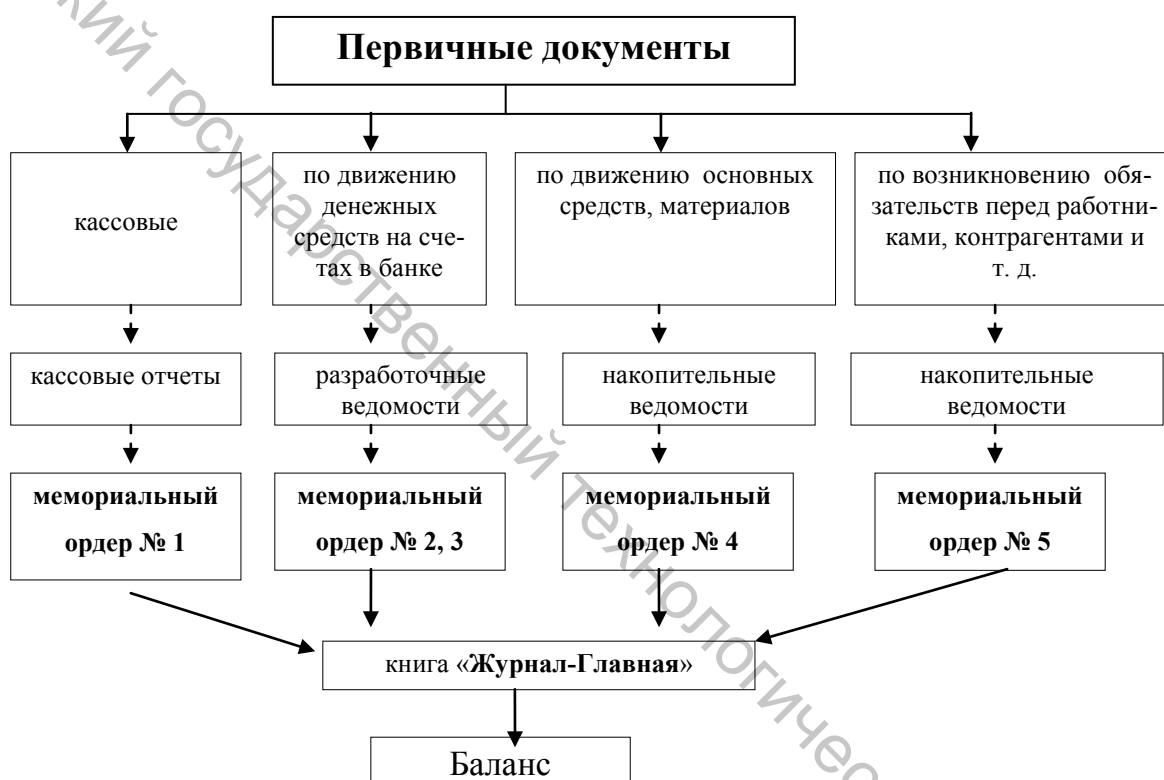 Первичные документы
кассовые
по движению
денежных
средств на сче-
тах в банке
по движению основных
средств, материалов
по возникновению обя-
зательств перед работни-
ками, контрагентами и
т. д.
кассовые отчеты
разработочные
ведомости
накопительные
ведомости
накопительные
ведомости
мемориальный
ордер № 1
мемориальный
ордер № 2, 3
мемориальный
ордер № 4
мемориальный
ордер № 5
книга «Журнал-Главная»
Баланс
государственный